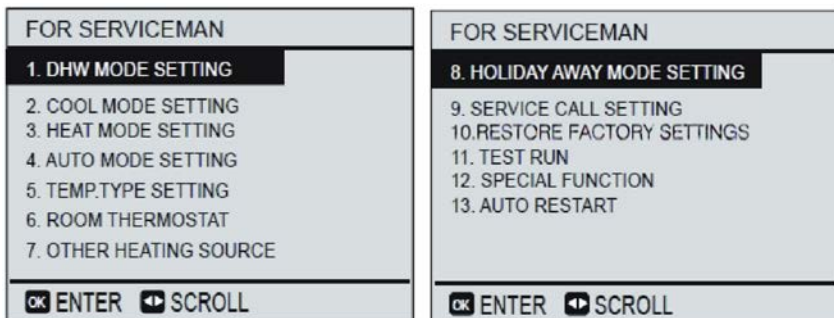 FOR SERVICEMAN
1. DHW MODE SETTING
2. COOL MODE SETTING
3. HEAT MODE SETTING
4. AUTO MODE SETTING
5. TEMP.TYPE SETTING
6. ROOM THERMOSTAT
7. OTHER HEATING SOURCE
OK ENTER SCROLL
FOR SERVICEMAN
8. HOLIDAY AWAY MODE SETTING
9. SERVICE CALL SETTING
10.RESTORE FACTORY SETTINGS
11. TEST RUN
12. SPECIAL FUNCTION
13. AUTO RESTART
OK ENTER SCROLL